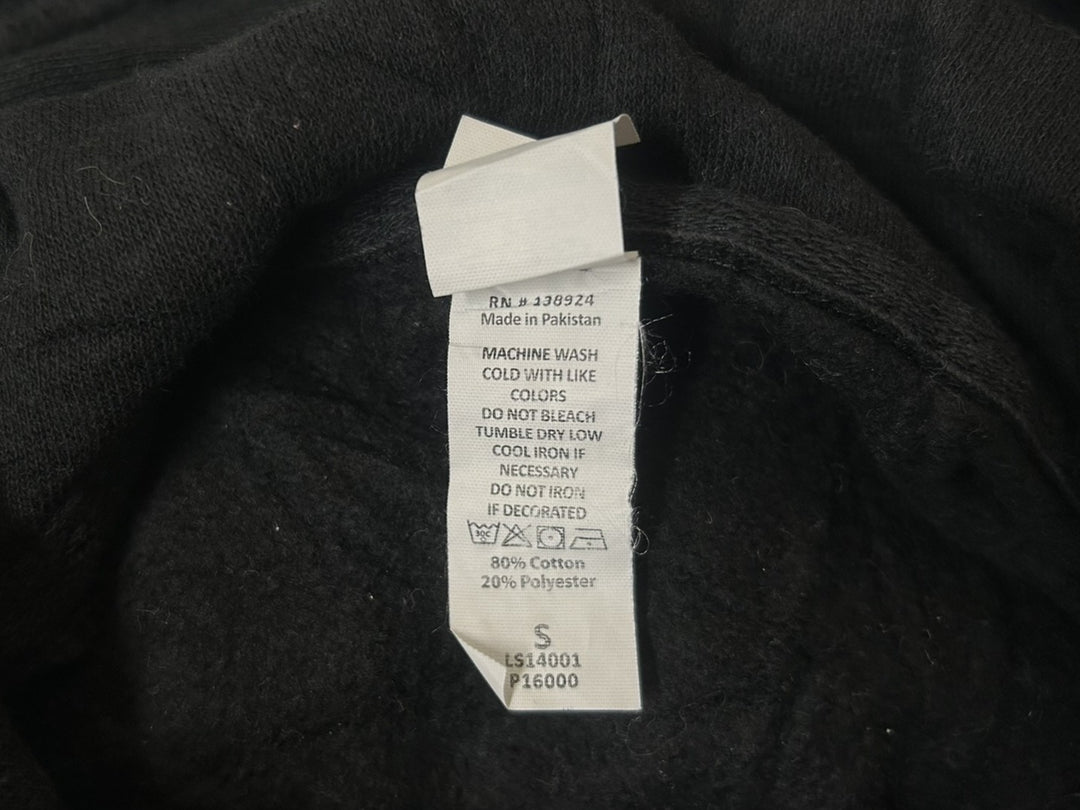 RN # 138924
Made in Pakistan
MACHINE WASH
COLD WITH LIKE
COLORS
DO NOT BLEACH
TUMBLE DRY LOW
COOL IRON IF
NECESSARY
DO NOT IRON
IF DECORATED
30C
80% Cotton
20% Polyester
S
LS14001
P16000